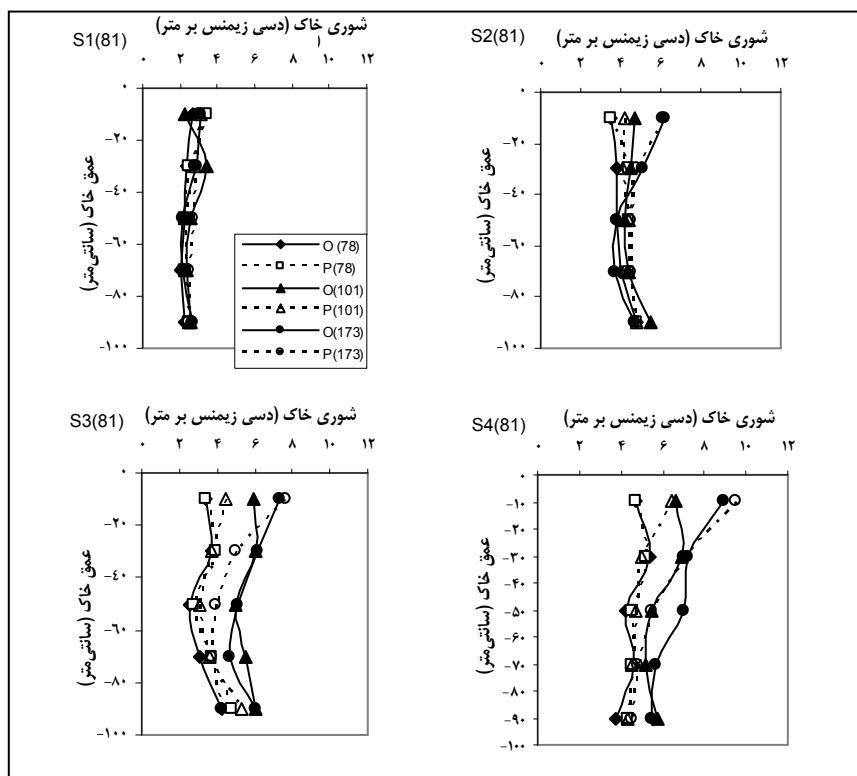 S1(81)
شوری خاک (دسی زیمنس بر متر)
۰ ۲ ۴ ۶ ۸ ۱۰ ۱۲
۰
-۲۰
-۴۰
-۶۰
-۸۰
-۱۰۰
عمق خاک (سانتی‌متر)
O (78)
P(78)
O(101)
P(101)
O(173)
P(173)
S2(81)
شوری خاک (دسی زیمنس بر متر)
۰ ۲ ۴ ۶ ۸ ۱۰ ۱۲
۰
-۲۰
-۴۰
-۶۰
-۸۰
-۱۰۰
عمق خاک (سانتی‌متر)
S3(81)
شوری خاک (دسی زیمنس بر متر)
۰ ۲ ۴ ۶ ۸ ۱۰ ۱۲
۰
-۲۰
-۴۰
-۶۰
-۸۰
-۱۰۰
عمق خاک (سانتی‌متر)
S4(81)
شوری خاک (دسی زیمنس بر متر)
۰ ۲ ۴ ۶ ۸ ۱۰ ۱۲
۰
-۱۰
-۲۰
-۳۰
-۴۰
-۵۰
-۶۰
-۷۰
-۸۰
-۹۰
-۱۰۰
عمق خاک (سانتی‌متر)